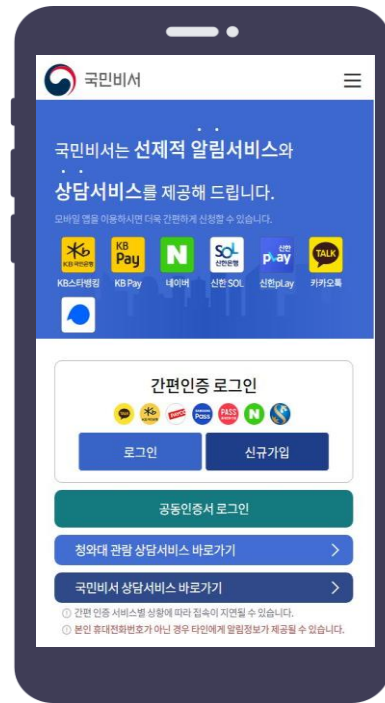 국민비서
국민비서는 선제적 알림서비스와
상담서비스를 제공해 드립니다.
모바일 앱을 이용하시면 더욱 간편하게 신청할 수 있습니다.
KB국민은행 KB Pay N SOL 신한은행 신한 pLay TALK
KB스타뱅킹 KB Pay 네이버 신한 SOL 신한pLay 카카오톡
간편인증 로그인
PASS N
로그인 신규가입
공동인증서 로그인
청와대 관람 상담서비스 바로가기
국민비서 상담서비스 바로가기
간편 인증 서비스별 상황에 따라 접속이 지연될 수 있습니다.
본인 휴대전화번호가 아닌 경우 타인에게 알림정보가 제공될 수 있습니다.